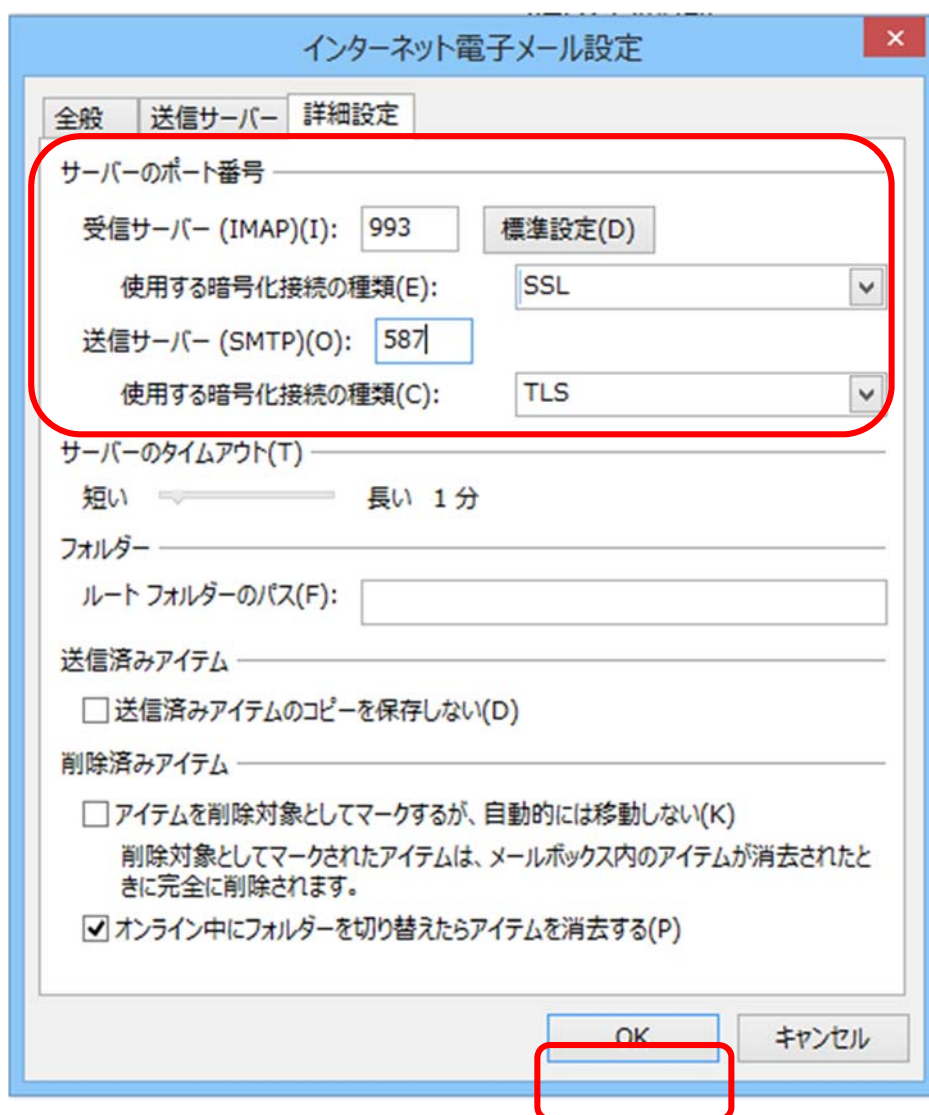 インターネット電子メール設定
全般 送信サーバー 詳細設定
サーバーのポート番号
受信サーバー (IMAP)(I): 993 標準設定(D)
使用する暗号化接続の種類(E): SSL
送信サーバー (SMTP)(O): 587
使用する暗号化接続の種類(C): TLS
サーバーのタイムアウト(T)
短い 長い 1 分
フォルダー
ルート フォルダーのパス(F):
送信済みアイテム
送信済みアイテムのコピーを保存しない(D)
削除済みアイテム
アイテムを削除対象としてマークするが、自動的には移動しない(K)
削除対象としてマークされたアイテムは、メールボックス内のアイテムが消去されたと
きに完全に削除されます。
オンライン中にフォルダーを切り替えたらアイテムを消去する(P)
OK キャンセル